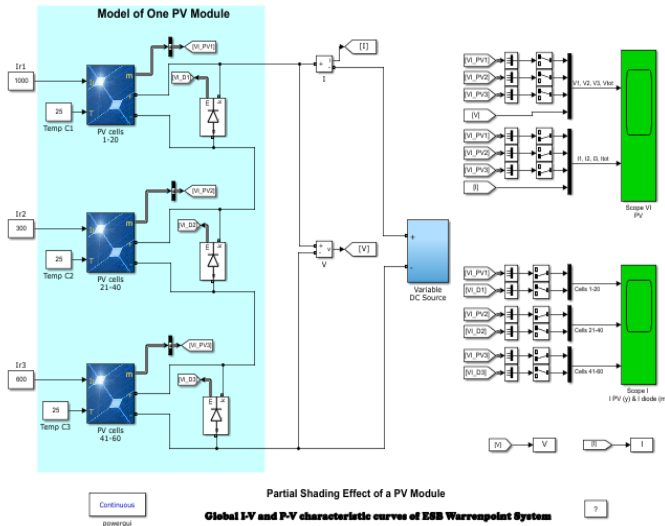 Model of One PV Module
Ir1
1000
25
Temp C1
m
PV cells
1-20
[VI_PV1]
[VI_D1]
[I]
I
Ir2
300
25
Temp C2
m
PV cells
21-40
[VI_PV2]
[VI_D2]
V
[V]
Ir3
600
25
Temp C3
m
PV cells
41-60
[VI_PV3]
[VI_D3]
+
-
Variable
DC Source
[VI_PV1]
[VI_PV2]
[VI_PV3]
[V]
V1, V2, V3, Vtot
[VI_PV1]
[VI_PV2]
[VI_PV3]
[I]
I1, I2, I3, Itot
Scope VI
PV
[VI_PV1]
[VI_D1]
Cells 1-20
[VI_PV2]
[VI_D2]
Cells 21-40
[VI_PV3]
[VI_D3]
Cells 41-60
Scope I
I PV (y) & I diode (m
[V]
V
[I]
I
Continuous
powergui
Partial Shading Effect of a PV Module
Global I-V and P-V characteristic curves of ESB Warrenpoint System
?